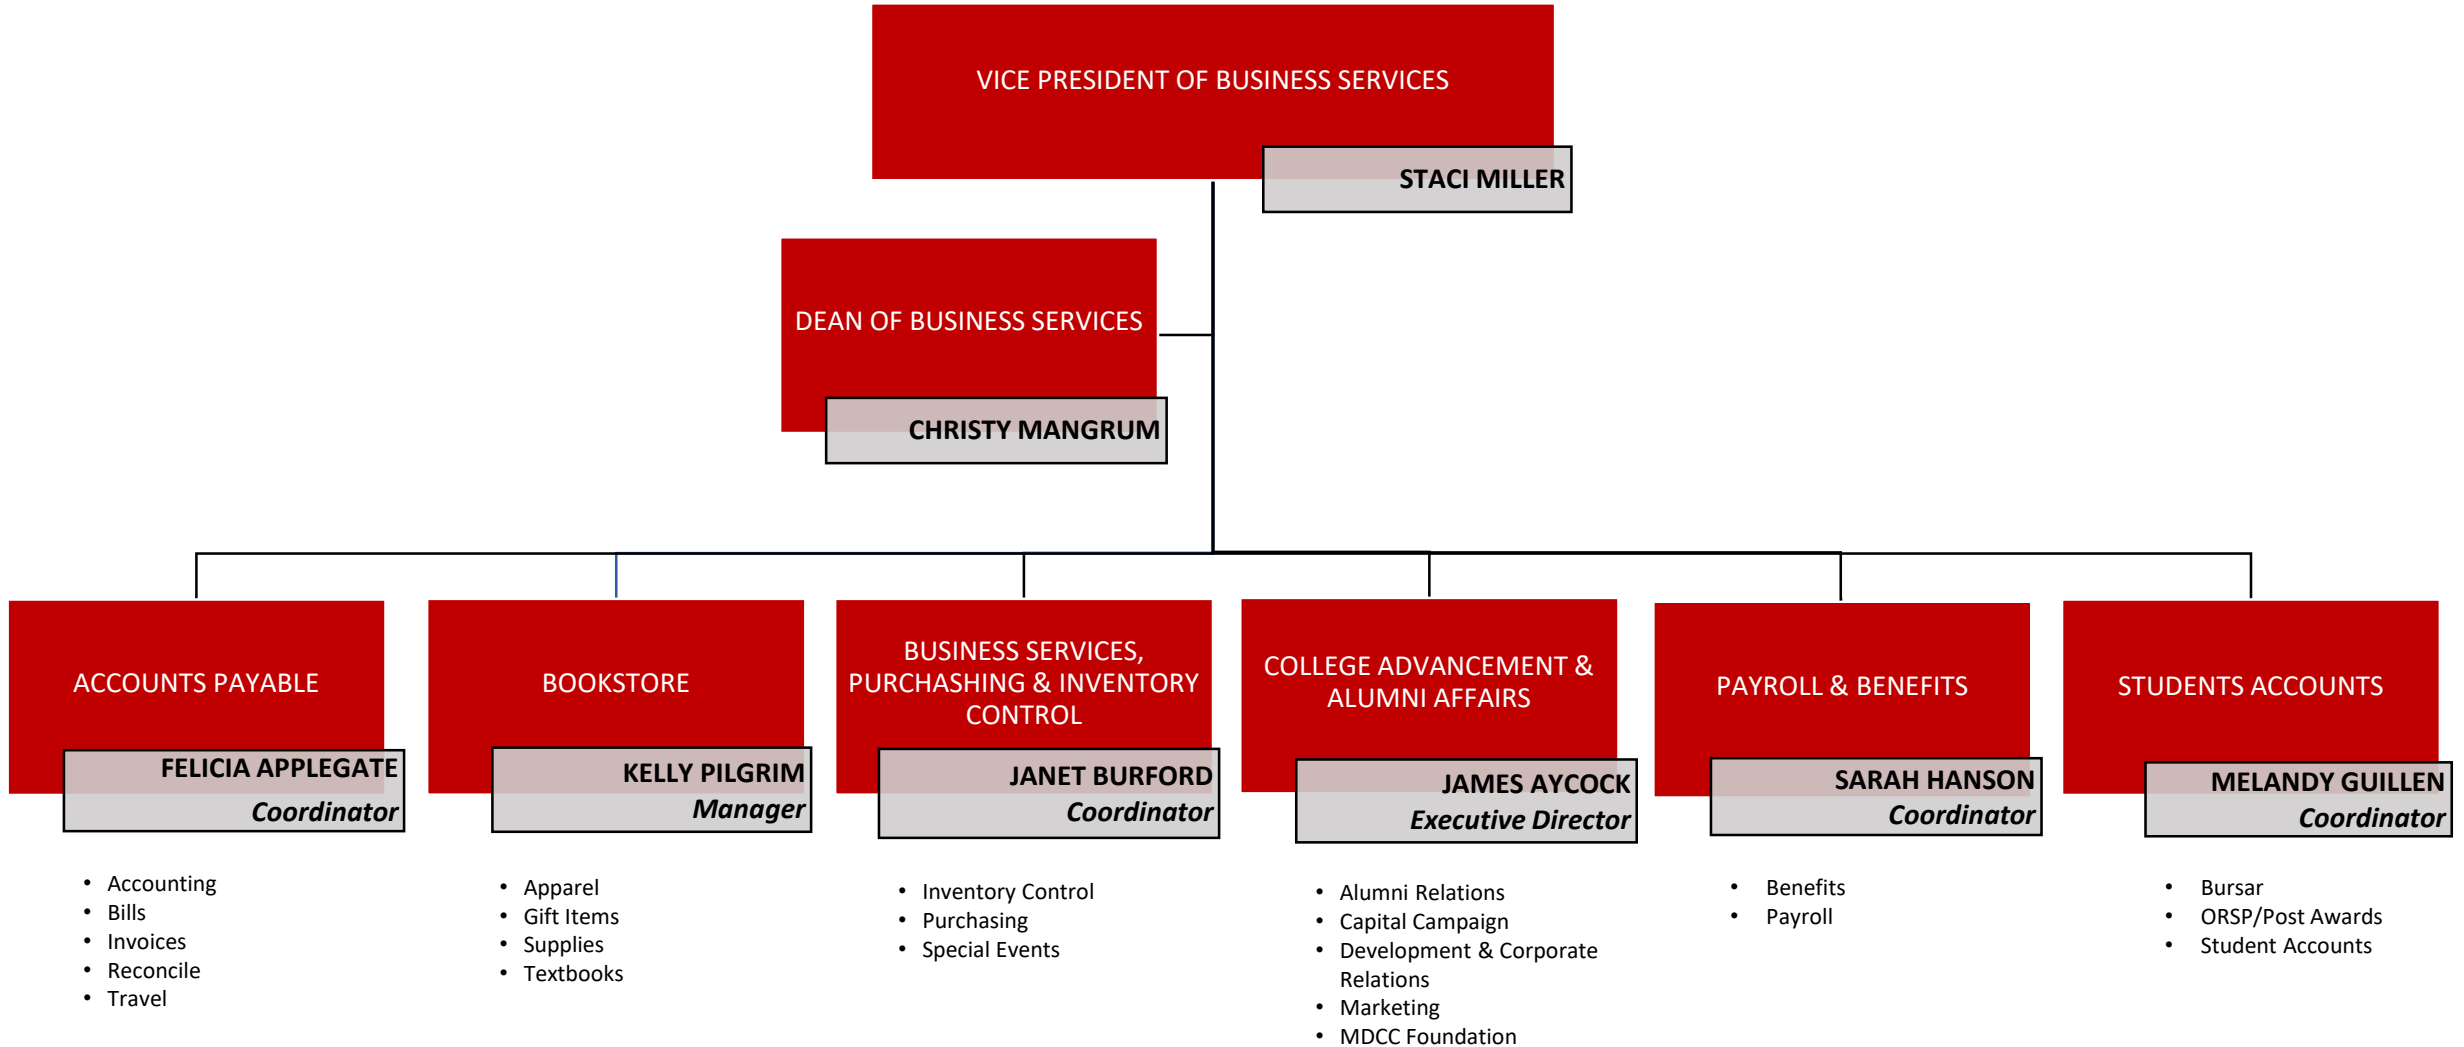 VICE PRESIDENT OF BUSINESS SERVICES
STACI MILLER
DEAN OF BUSINESS SERVICES
CHRISTY MANGRUM
ACCOUNTS PAYABLE
FELICIA APPLEGATE
Coordinator
• Accounting
• Bills
• Invoices
• Reconcile
• Travel
BOOKSTORE
KELLY PILGRIM
Manager
• Apparel
• Gift Items
• Supplies
• Textbooks
BUSINESS SERVICES,
PURCHASHING & INVENTORY
CONTROL
JANET BURFORD
Coordinator
• Inventory Control
• Purchasing
• Special Events
COLLEGE ADVANCEMENT &
ALUMNI AFFAIRS
JAMES AYCOCK
Executive Director
• Alumni Relations
• Capital Campaign
• Development & Corporate
Relations
• Marketing
• MDCC Foundation
PAYROLL & BENEFITS
SARAH HANSON
Coordinator
• Benefits
• Payroll
STUDENTS ACCOUNTS
MELANDY GUILLEN
Coordinator
• Bursar
• ORSP/Post Awards
• Student Accounts